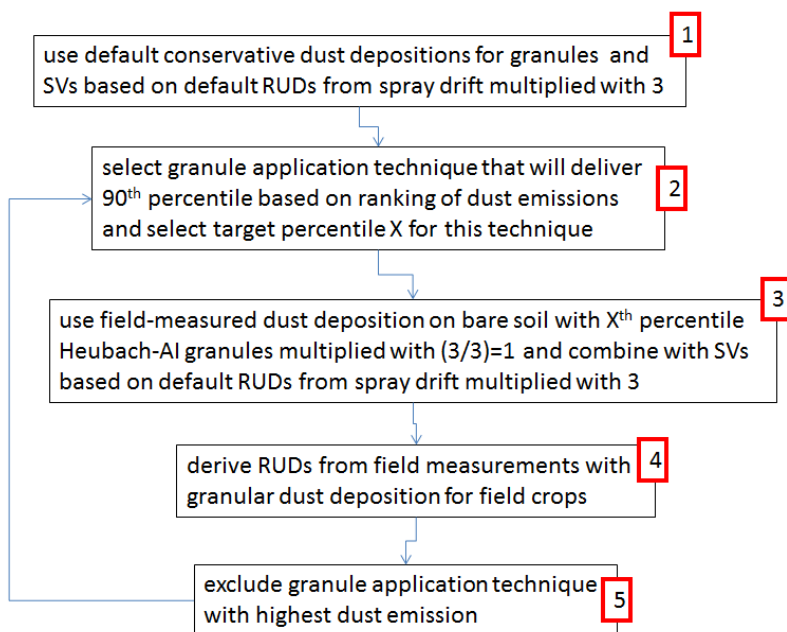 1
use default conservative dust depositions for granules and
SVs based on default RUDs from spray drift multiplied with 3
2
select granule application technique that will deliver
90th percentile based on ranking of dust emissions
and select target percentile X for this technique
3
use field-measured dust deposition on bare soil with Xth percentile
Heubach-AI granules multiplied with (3/3)=1 and combine with SVs
based on default RUDs from spray drift multiplied with 3
4
derive RUDs from field measurements with
granular dust deposition for field crops
5
exclude granule application technique
with highest dust emission